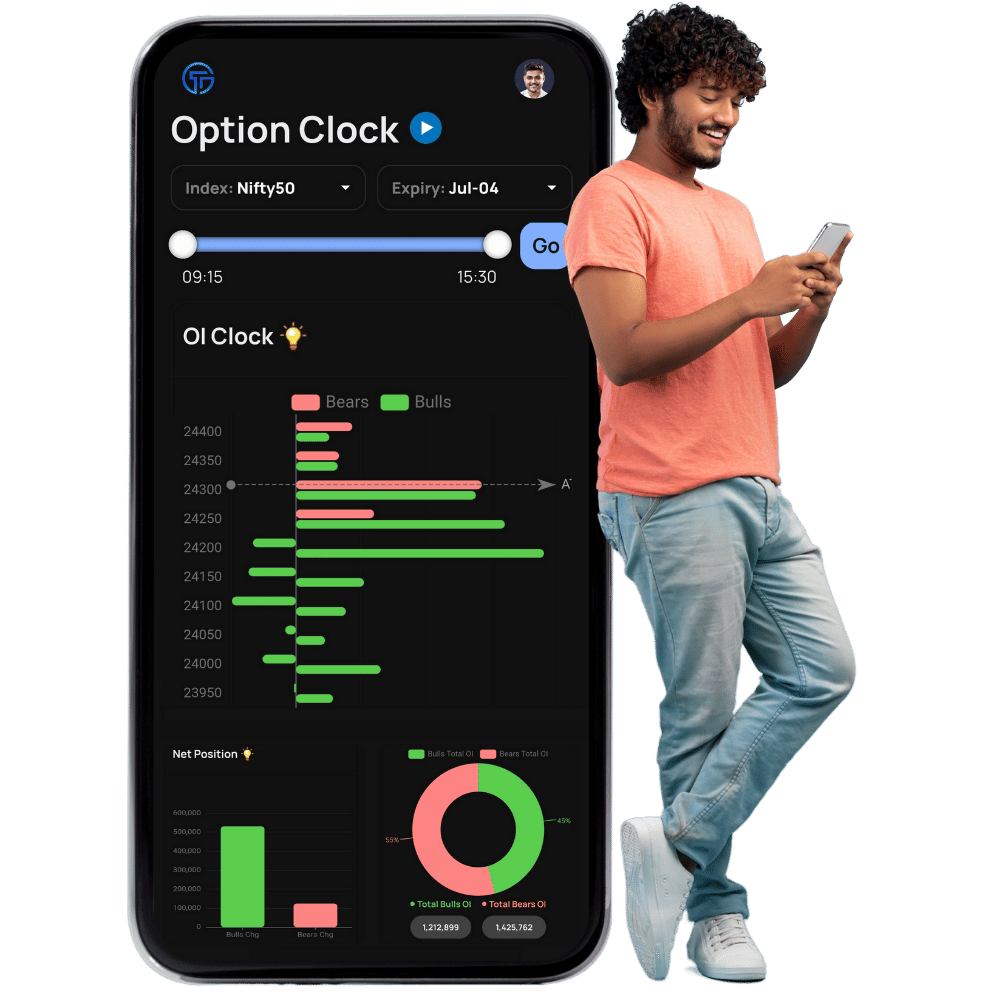 Option Clock
Index: Nifty50
Expiry: Jul-04
Go
09:15
15:30
OI Clock
Bears Bulls
24400
24350
24300
A
24250
24200
24150
24100
24050
24000
23950
Net Position
600,000
500,000
400,000
300,000
200,000
100,000
0
Bulls Chg
Bears Chg
Bulls Total OI Bears Total OI
45%
55%
Total Bulls OI Total Bears OI
1,212,899
1,425,762